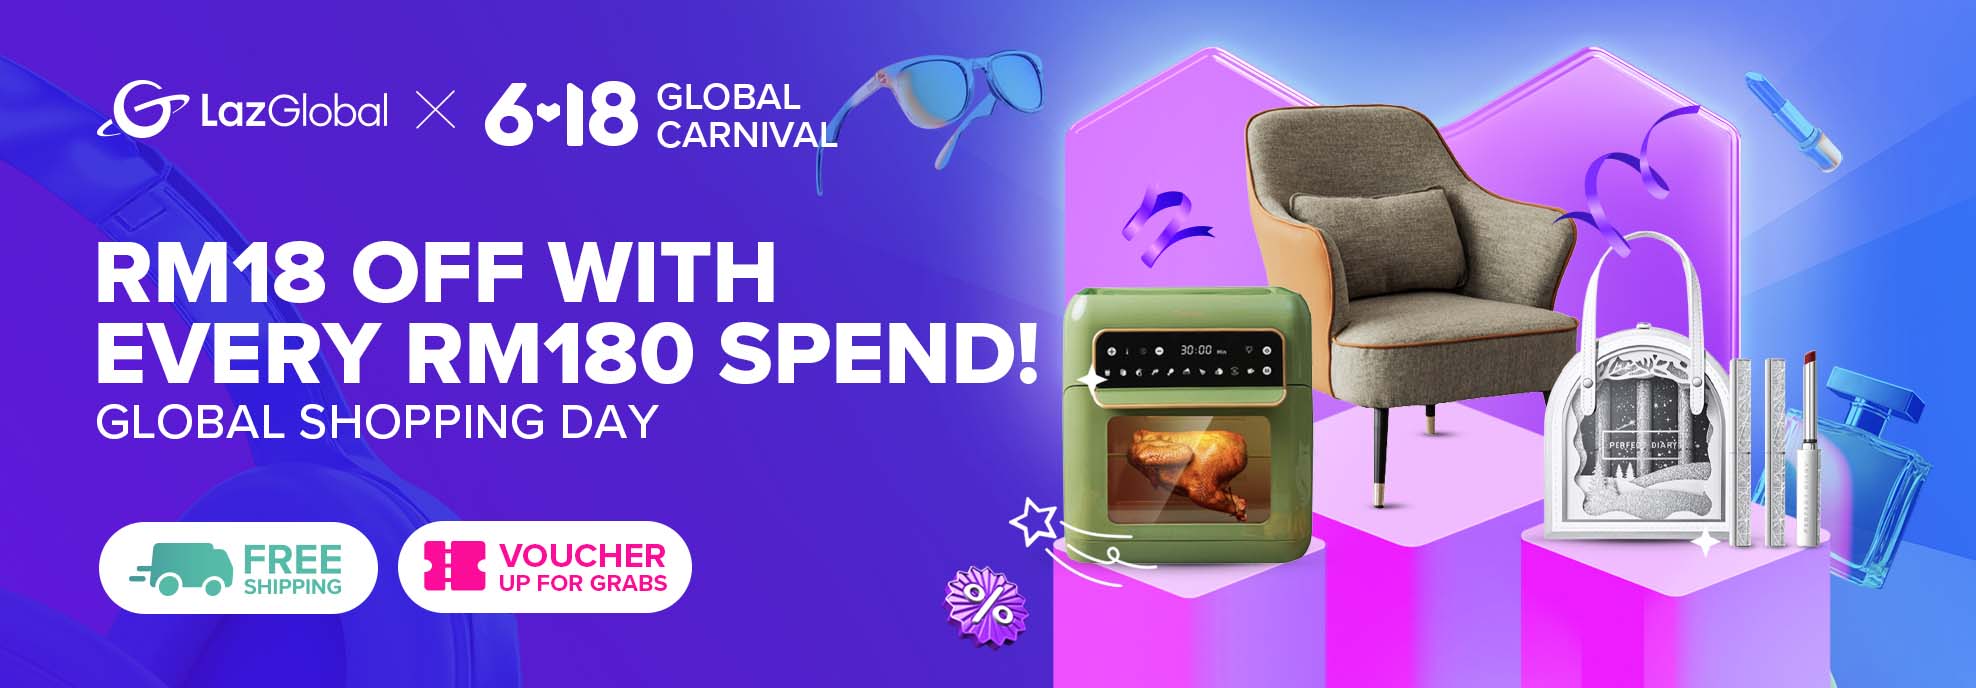 LazGlobal × 6•18 GLOBAL
CARNIVAL
RM18 OFF WITH
EVERY RM180 SPEND!
GLOBAL SHOPPING DAY
FREE
SHIPPING
VOUCHER
UP FOR GRABS
%
30:00 Min
PERFECT DIARY